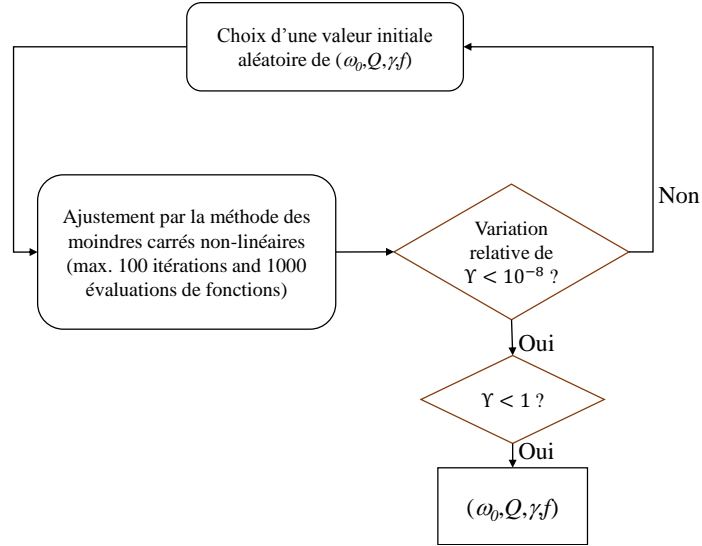 Choix d'une valeur initiale
aléatoire de (ω₀,Q,γ,f)
Ajustement par la méthode des
moindres carrés non-linéaires
(max. 100 itérations and 1000
évaluations de fonctions)
Variation
relative de
ϒ < 10⁻⁸ ?
Non
Oui
ϒ < 1 ?
Oui
(ω₀,Q,γ,f)